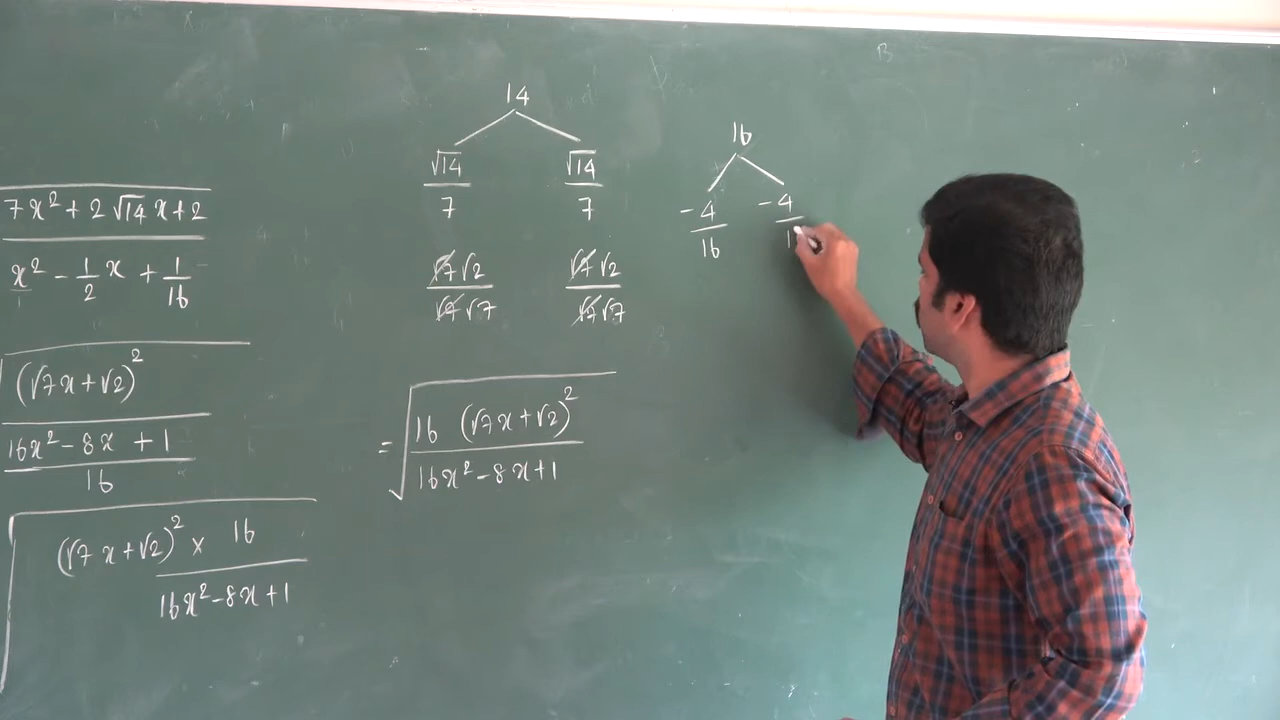 7x² + 2√14 x + 2
x² - 1/2 x + 1/16
(√7x + √2)²
16x² - 8x + 1
16
(√7 x + √2)² × 16
16x² - 8x + 1
14
√14/7 √14/7
√7√2/√7√7 √7√2/√7√7
= √(16 (√7x + √2)²
16x² - 8x + 1)
16
-4/16 -4/1